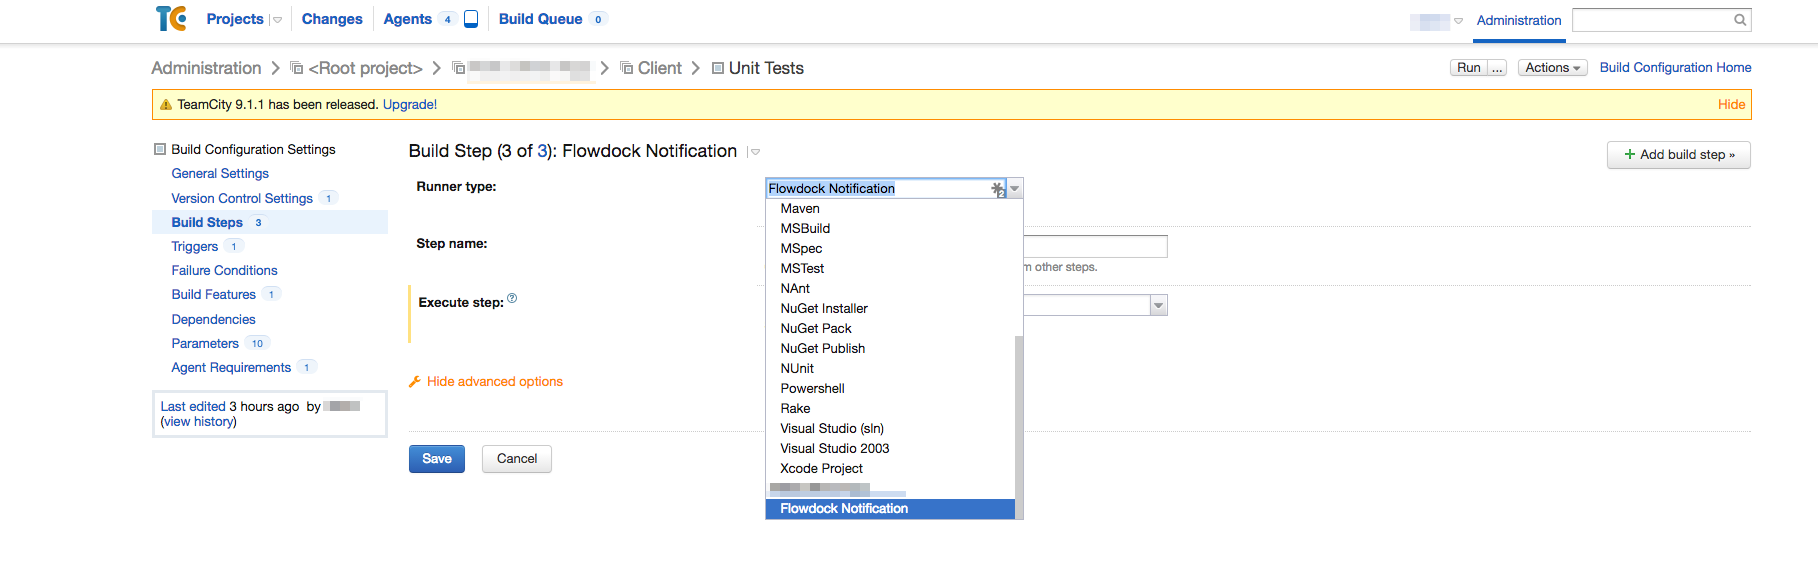 TC Projects Changes Agents 4 Build Queue 0 Administration
Administration <Root project> Client Unit Tests Run ... Actions Build Configuration Home
TeamCity 9.1.1 has been released. Upgrade! Hide
Build Configuration Settings
General Settings
Version Control Settings 1
Build Steps 3
Triggers 1
Failure Conditions
Build Features 1
Dependencies
Parameters 10
Agent Requirements 1
Last edited 3 hours ago by
(view history)
Build Step (3 of 3): Flowdock Notification
+ Add build step »
Runner type:
Flowdock Notification
Maven
MSBuild
MSpec
MSTest
NAnt
NuGet Installer
NuGet Pack
NuGet Publish
NUnit
Powershell
Rake
Visual Studio (sln)
Visual Studio 2003
Xcode Project
Flowdock Notification
Step name:
other steps.
Execute step: ?
Hide advanced options
Save Cancel